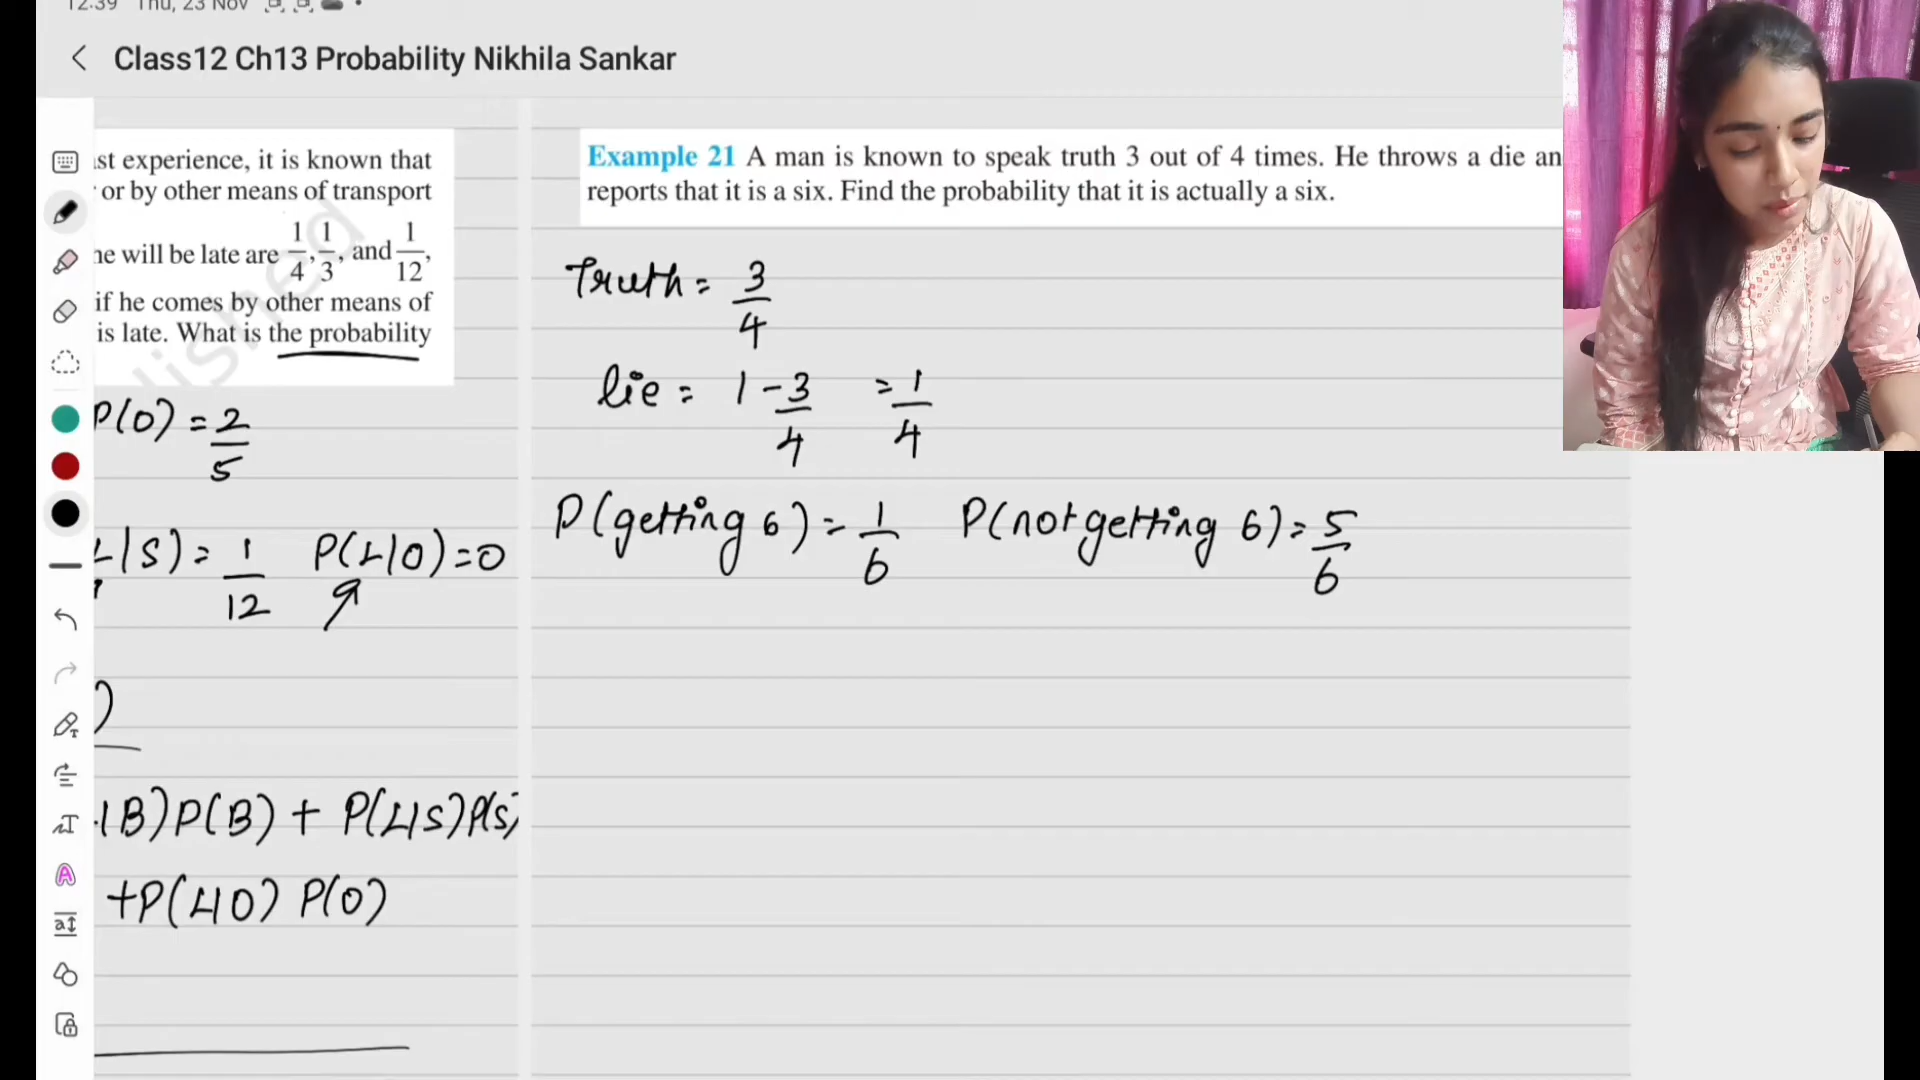 12:39 Thu, 23 Nov
Class12 Ch13 Probability Nikhila Sankar
st experience, it is known that
or by other means of transport
he will be late are 1/4, 1/3, and 1/12,
if he comes by other means of
is late. What is the probability
P(O) = 2/5
L|S) = 1/12 P(L|O) = 0
)
|B)P(B) + P(L|S)P(S)
+P(L|O) P(O)
Example 21 A man is known to speak truth 3 out of 4 times. He throws a die an
reports that it is a six. Find the probability that it is actually a six.
Truth = 3/4
lie = 1 - 3/4 = 1/4
P(getting 6) = 1/6 P(not getting 6) = 5/6